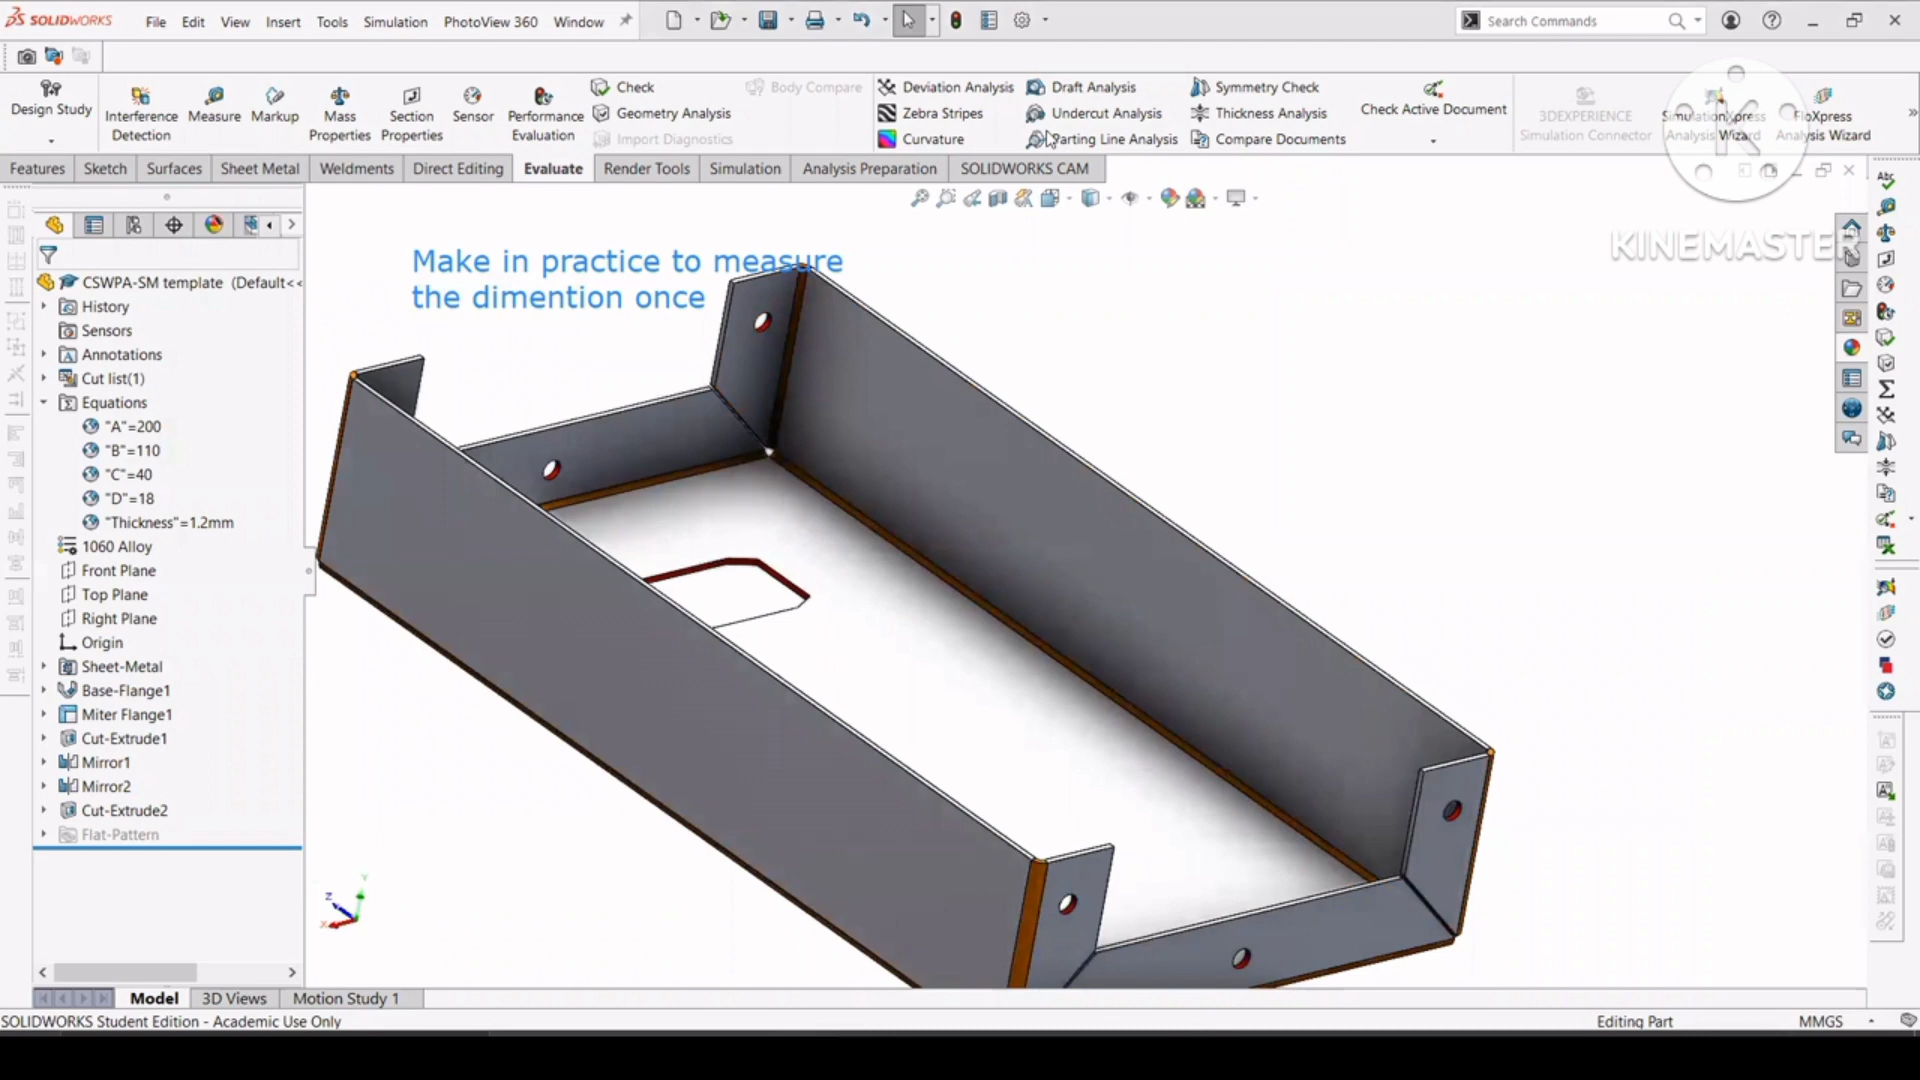 SOLIDWORKS
File Edit View Insert Tools Simulation PhotoView 360 Window
Search Commands
Design Study
Interference Detection
Measure
Markup
Mass Properties
Section Properties
Sensor
Performance Evaluation
Check
Geometry Analysis
Import Diagnostics
Body Compare
Deviation Analysis
Zebra Stripes
Curvature
Draft Analysis
Undercut Analysis
Parting Line Analysis
Symmetry Check
Thickness Analysis
Compare Documents
Check Active Document
3DEXPERIENCE
Simulation Connector
SimulationXpress
Analysis Wizard
FloXpress
Analysis Wizard
Features Sketch Surfaces Sheet Metal Weldments Direct Editing Evaluate Render Tools Simulation Analysis Preparation SOLIDWORKS CAM
KINEMASTER
Make in practice to measure
the dimention once
CSWPA-SM template (Default<<
History
Sensors
Annotations
Cut list(1)
Equations
"A"=200
"B"=110
"C"=40
"D"=18
"Thickness"=1.2mm
1060 Alloy
Front Plane
Top Plane
Right Plane
Origin
Sheet-Metal
Base-Flange1
Miter Flange1
Cut-Extrude1
Mirror1
Mirror2
Cut-Extrude2
Flat-Pattern
Z Y X
Model 3D Views Motion Study 1
SOLIDWORKS Student Edition - Academic Use Only
Editing Part MMGS